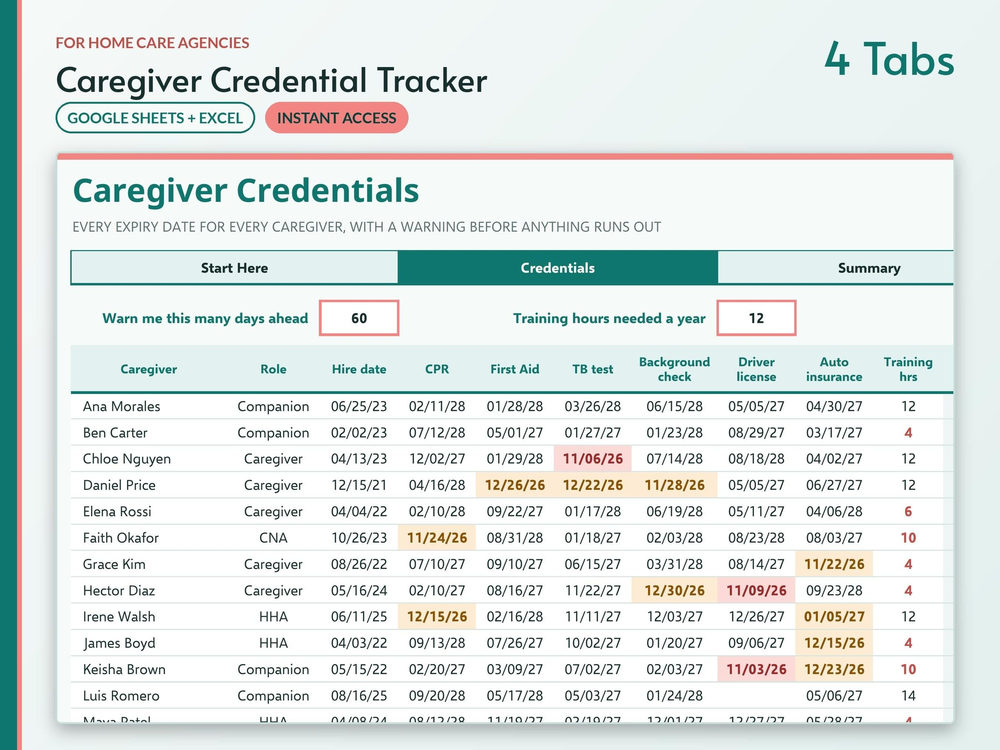 FOR HOME CARE AGENCIES
4 Tabs
Caregiver Credential Tracker
GOOGLE SHEETS + EXCEL INSTANT ACCESS
Caregiver Credentials
EVERY EXPIRY DATE FOR EVERY CAREGIVER, WITH A WARNING BEFORE ANYTHING RUNS OUT
Start Here Credentials Summary
Warn me this many days ahead 60 Training hours needed a year 12
Caregiver Role Hire date CPR First Aid TB test Background check Driver license Auto insurance Training hrs
Ana Morales Companion 06/25/23 02/11/28 01/28/28 03/26/28 06/15/28 05/05/27 04/30/27 12
Ben Carter Companion 02/02/23 07/12/28 05/01/27 01/27/27 01/23/28 08/29/27 03/17/27 4
Chloe Nguyen Caregiver 04/13/23 12/02/27 01/29/28 11/06/26 07/14/28 08/18/28 04/02/27 12
Daniel Price Caregiver 12/15/21 04/16/28 12/26/26 12/22/26 11/28/26 05/05/27 06/27/27 12
Elena Rossi Caregiver 04/04/22 02/10/28 09/22/27 01/17/28 06/19/28 05/11/27 04/06/28 6
Faith Okafor CNA 10/26/23 11/24/26 08/31/28 01/18/27 02/03/28 08/23/28 08/03/27 10
Grace Kim Caregiver 08/26/22 07/10/27 09/10/27 06/15/27 03/31/28 08/14/27 11/22/26 4
Hector Diaz Caregiver 05/16/24 02/10/27 08/16/27 11/22/27 12/30/26 11/09/26 09/23/28 4
Irene Walsh HHA 06/11/25 12/15/26 02/16/28 11/11/27 12/03/27 12/26/27 01/05/27 12
James Boyd HHA 04/03/22 09/13/28 07/26/27 10/02/27 01/20/27 09/06/27 12/15/26 4
Keisha Brown Companion 05/15/22 02/20/27 03/09/27 07/02/27 02/03/27 11/03/26 12/23/26 10
Luis Romero Companion 08/16/25 09/20/28 05/17/28 05/03/27 01/24/28 05/06/27 14
Maya Patel HHA